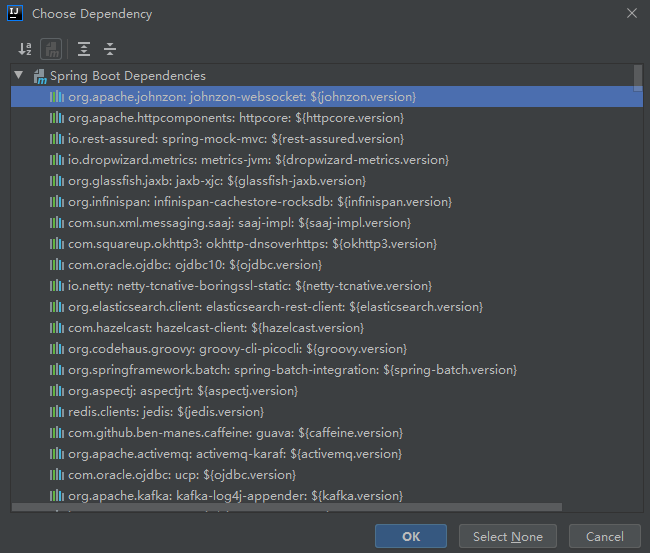 Choose Dependency
Spring Boot Dependencies
org.apache.johnzon: johnzon-websocket: ${johnzon.version}
org.apache.httpcomponents: httpcore: ${httpcore.version}
io.rest-assured: spring-mock-mvc: ${rest-assured.version}
io.dropwizard.metrics: metrics-jvm: ${dropwizard-metrics.version}
org.glassfish.jaxb: jaxb-xjc: ${glassfish-jaxb.version}
org.infinispan: infinispan-cachestore-rocksdb: ${infinispan.version}
com.sun.xml.messaging.saaj: saaj-impl: ${saaj-impl.version}
com.squareup.okhttp3: okhttp-dnsoverhttps: ${okhttp3.version}
com.oracle.ojdbc: ojdbc10: ${ojdbc.version}
io.netty: netty-tcnative-boringssl-static: ${netty-tcnative.version}
org.elasticsearch.client: elasticsearch-rest-client: ${elasticsearch.version}
com.hazelcast: hazelcast-client: ${hazelcast.version}
org.codehaus.groovy: groovy-cli-picocli: ${groovy.version}
org.springframework.batch: spring-batch-integration: ${spring-batch.version}
org.aspectj: aspectjrt: ${aspectj.version}
redis.clients: jedis: ${jedis.version}
com.github.ben-manes.caffeine: guava: ${caffeine.version}
org.apache.activemq: activemq-karaf: ${activemq.version}
com.oracle.ojdbc: ucp: ${ojdbc.version}
org.apache.kafka: kafka-log4j-appender: ${kafka.version}
OK Select None Cancel